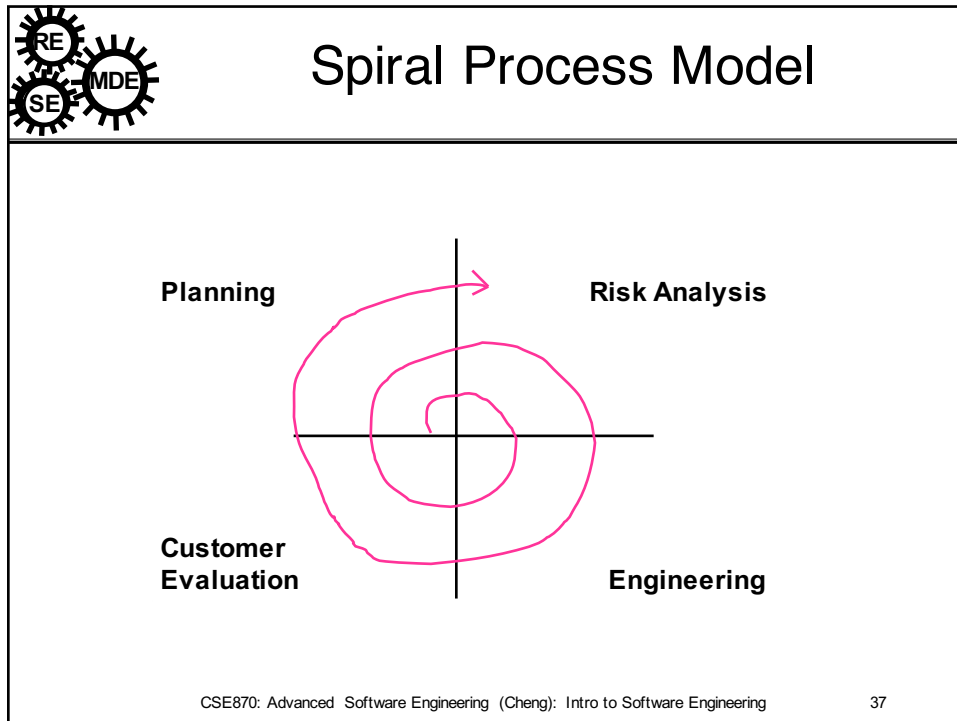 RE
MDE
SE
Spiral Process Model
Planning
Risk Analysis
Customer
Evaluation
Engineering
CSE870: Advanced Software Engineering (Cheng): Intro to Software Engineering 37